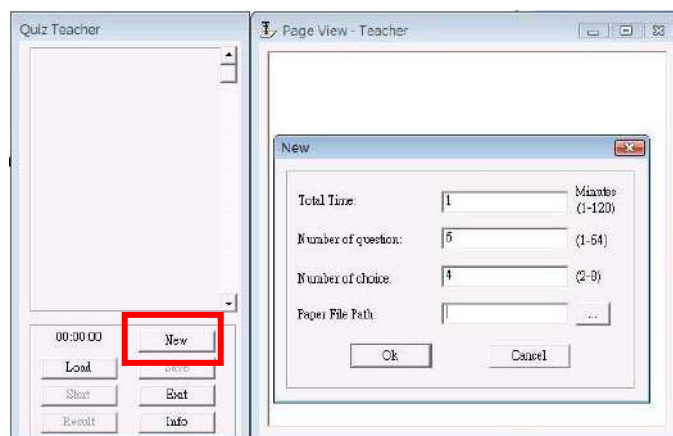 Quiz Teacher
Page View - Teacher
New
Total Time: 1 Minutes
(1-120)
Number of question: 5 (1-64)
Number of choice: 4 (2-8)
Paper File Path: ...
Ok Cancel
00:00:00 New
Load Save
Start Exit
Result Info